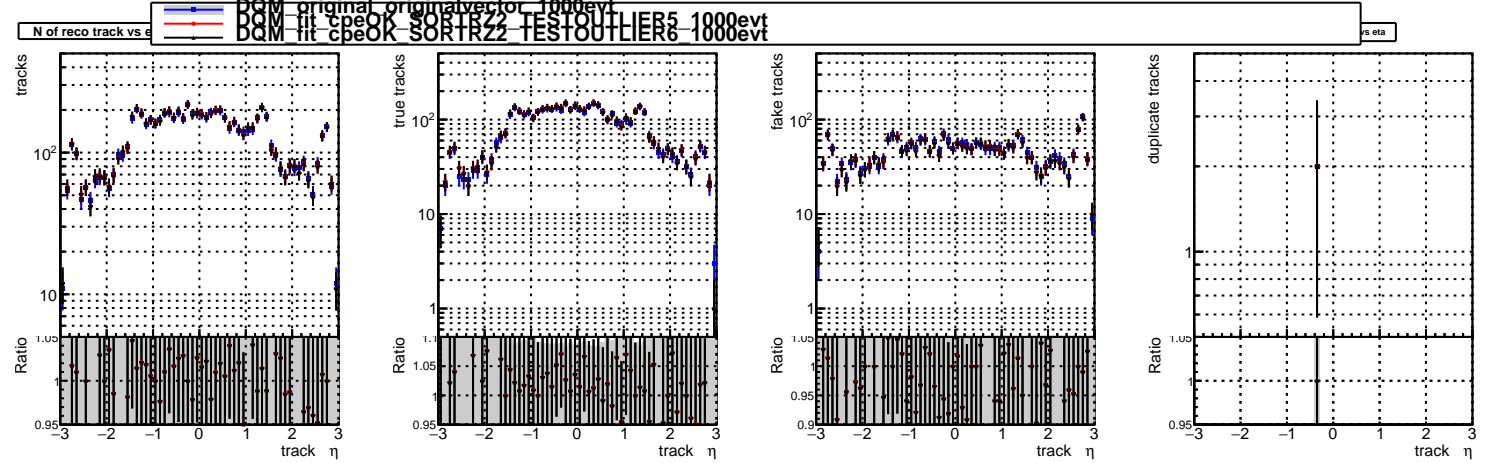 DQM_original_originalvector_1000evt
DQM_fit_cpeOK_SORTRZ2_TESTOUTLIER5_1000evt
DQM_fit_cpeOK_SORTRZ2_TESTOUTLIER6_1000evt
N of reco track vs e
vs eta
tracks
10²
10
Ratio
1.05
1
0.95
−3 −2 −1 0 1 2 3
track η
true tracks
10²
10
1
Ratio
1.1
1.05
1
0.95
−3 −2 −1 0 1 2 3
track η
fake tracks
10²
10
1
Ratio
1.05
1
0.95
0.9
−3 −2 −1 0 1 2 3
track η
duplicate tracks
1
Ratio
1.05
1
0.95
−3 −2 −1 0 1 2 3
track η